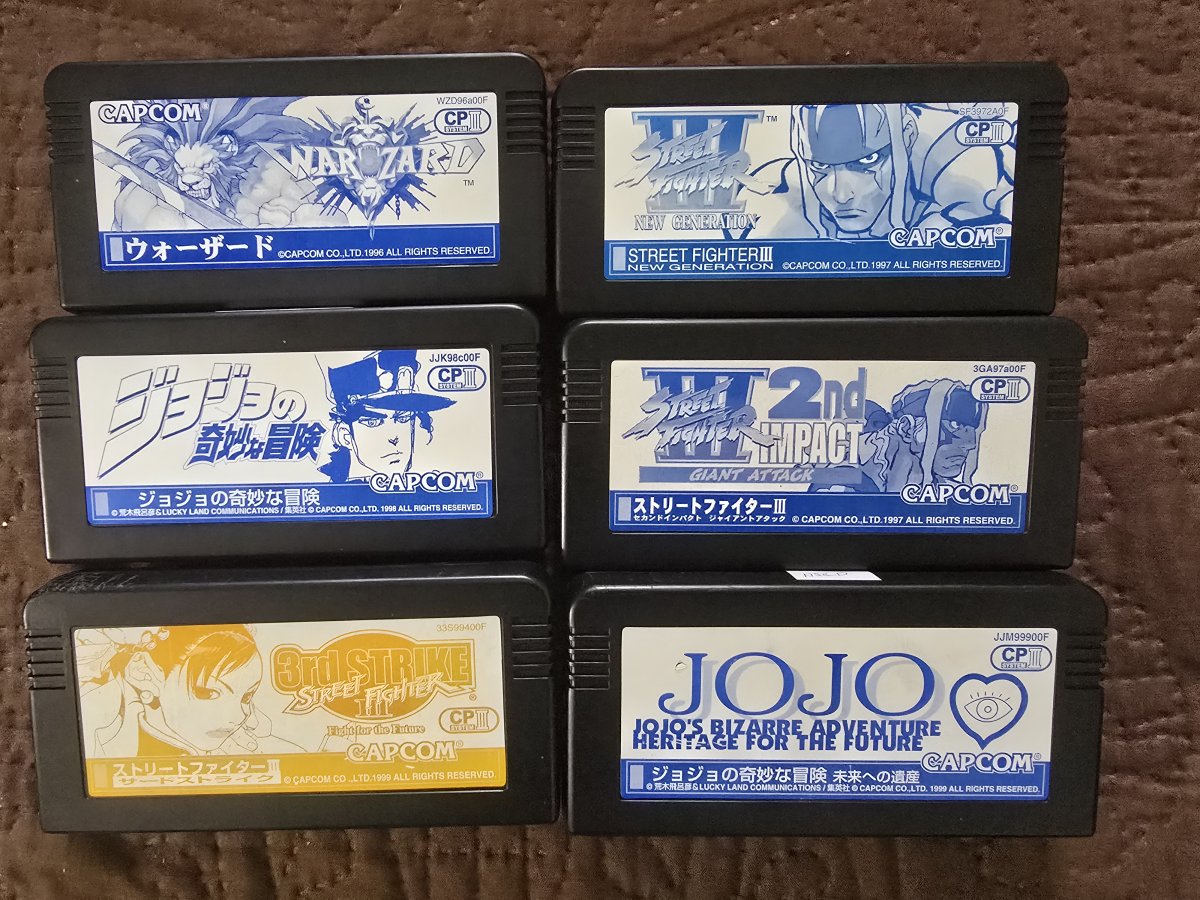 WZD96a00F
CAPCOM®
CP III
SYSTEM
WARZARD
™
ウォーザード
©CAPCOM CO.,LTD.1996 ALL RIGHTS RESERVED.
SF3972A0F
CP III
SYSTEM
III
™
STREET FIGHTER
NEW GENERATION
CAPCOM®
STREET FIGHTERIII
NEW GENERATION ©CAPCOM CO.,LTD.1997 ALL RIGHTS RESERVED.
JJK98c00F
CP III
SYSTEM
ジョジョの
奇妙な冒険
CAPCOM®
ジョジョの奇妙な冒険
© 荒木飛呂彦&LUCKY LAND COMMUNICATIONS / 集英社 © CAPCOM CO.,LTD. 1998 ALL RIGHTS RESERVED.
3GA97a00F
CP III
SYSTEM
III
STREET FIGHTER
2nd
IMPACT
GIANT ATTACK
CAPCOM®
ストリートファイターIII
セカンドインパクト ジャイアントアタック © CAPCOM CO.,LTD.1997 ALL RIGHTS RESERVED.
33S99400F
3rd STRIKE
STREET FIGHTER
III
®
Fight for the Future
CP III
SYSTEM
CAPCOM®
ストリートファイターIII
サードストライク © CAPCOM CO.,LTD.1999 ALL RIGHTS RESERVED.
JJM99900F
CP III
SYSTEM
JOJO
JOJO'S BIZARRE ADVENTURE
HERITAGE FOR THE FUTURE
CAPCOM®
ジョジョの奇妙な冒険 未来への遺産
© 荒木飛呂彦&LUCKY LAND COMMUNICATIONS / 集英社 © CAPCOM CO.,LTD. 1999 ALL RIGHTS RESERVED.